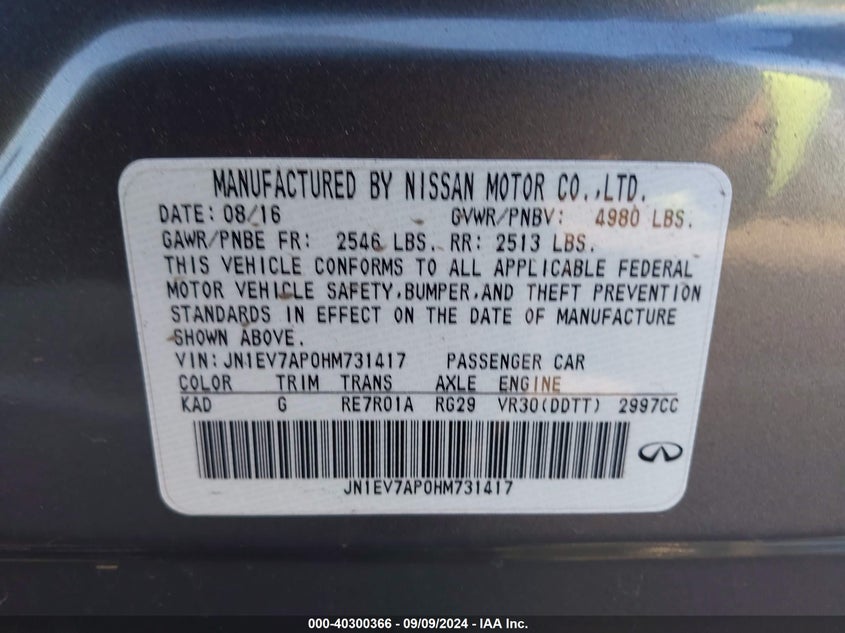 MANUFACTURED BY NISSAN MOTOR CO.,LTD.
DATE: 08/16 GVWR/PNBV: 4980 LBS.
GAWR/PNBE FR: 2546 LBS. RR: 2513 LBS.
THIS VEHICLE CONFORMS TO ALL APPLICABLE FEDERAL
MOTOR VEHICLE SAFETY,BUMPER,AND THEFT PREVENTION
STANDARDS IN EFFECT ON THE DATE OF MANUFACTURE
SHOWN ABOVE.
VIN:JN1EV7AP0HM731417 PASSENGER CAR
COLOR TRIM TRANS AXLE ENGINE
KAD G RE7R01A RG29 VR30(DDTT) 2997CC
JN1EV7AP0HM731417
000-40300366 - 09/09/2024 - IAA Inc.